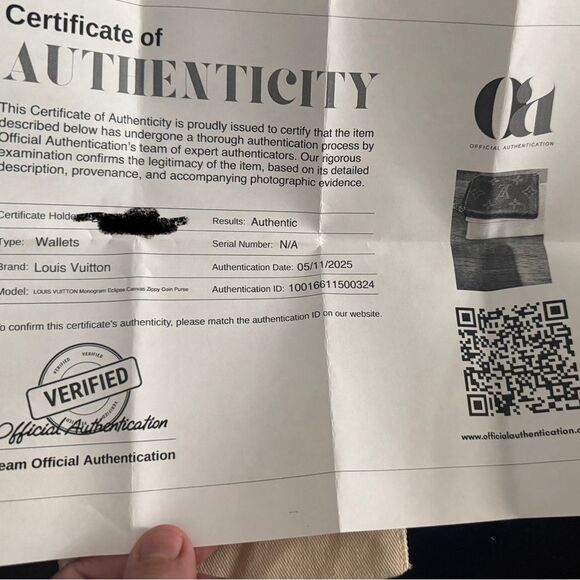 Certificate of
AUTHENTICITY
This Certificate of Authenticity is proudly issued to certify that the item
described below has undergone a thorough authentication process by
Official Authentication's team of expert authenticators. Our rigorous
examination confirms the legitimacy of the item, based on its detailed
description, provenance, and accompanying photographic evidence.
oa
OFFICIAL AUTHENTICATION
Certificate Holde
Results: Authentic
Type: Wallets
Serial Number: N/A
Brand: Louis Vuitton
Authentication Date: 05/11/2025
Model: LOUIS VUITTON Monogram Eclipse Canvas Zippy Coin Purse
Authentication ID: 10016611500324
To confirm this certificate's authenticity, please match the authentication ID on our website.
VERIFIED
VERIFIED
VERIFIED
Official Authentication
eam Official Authentication
www.officialauthentication.c